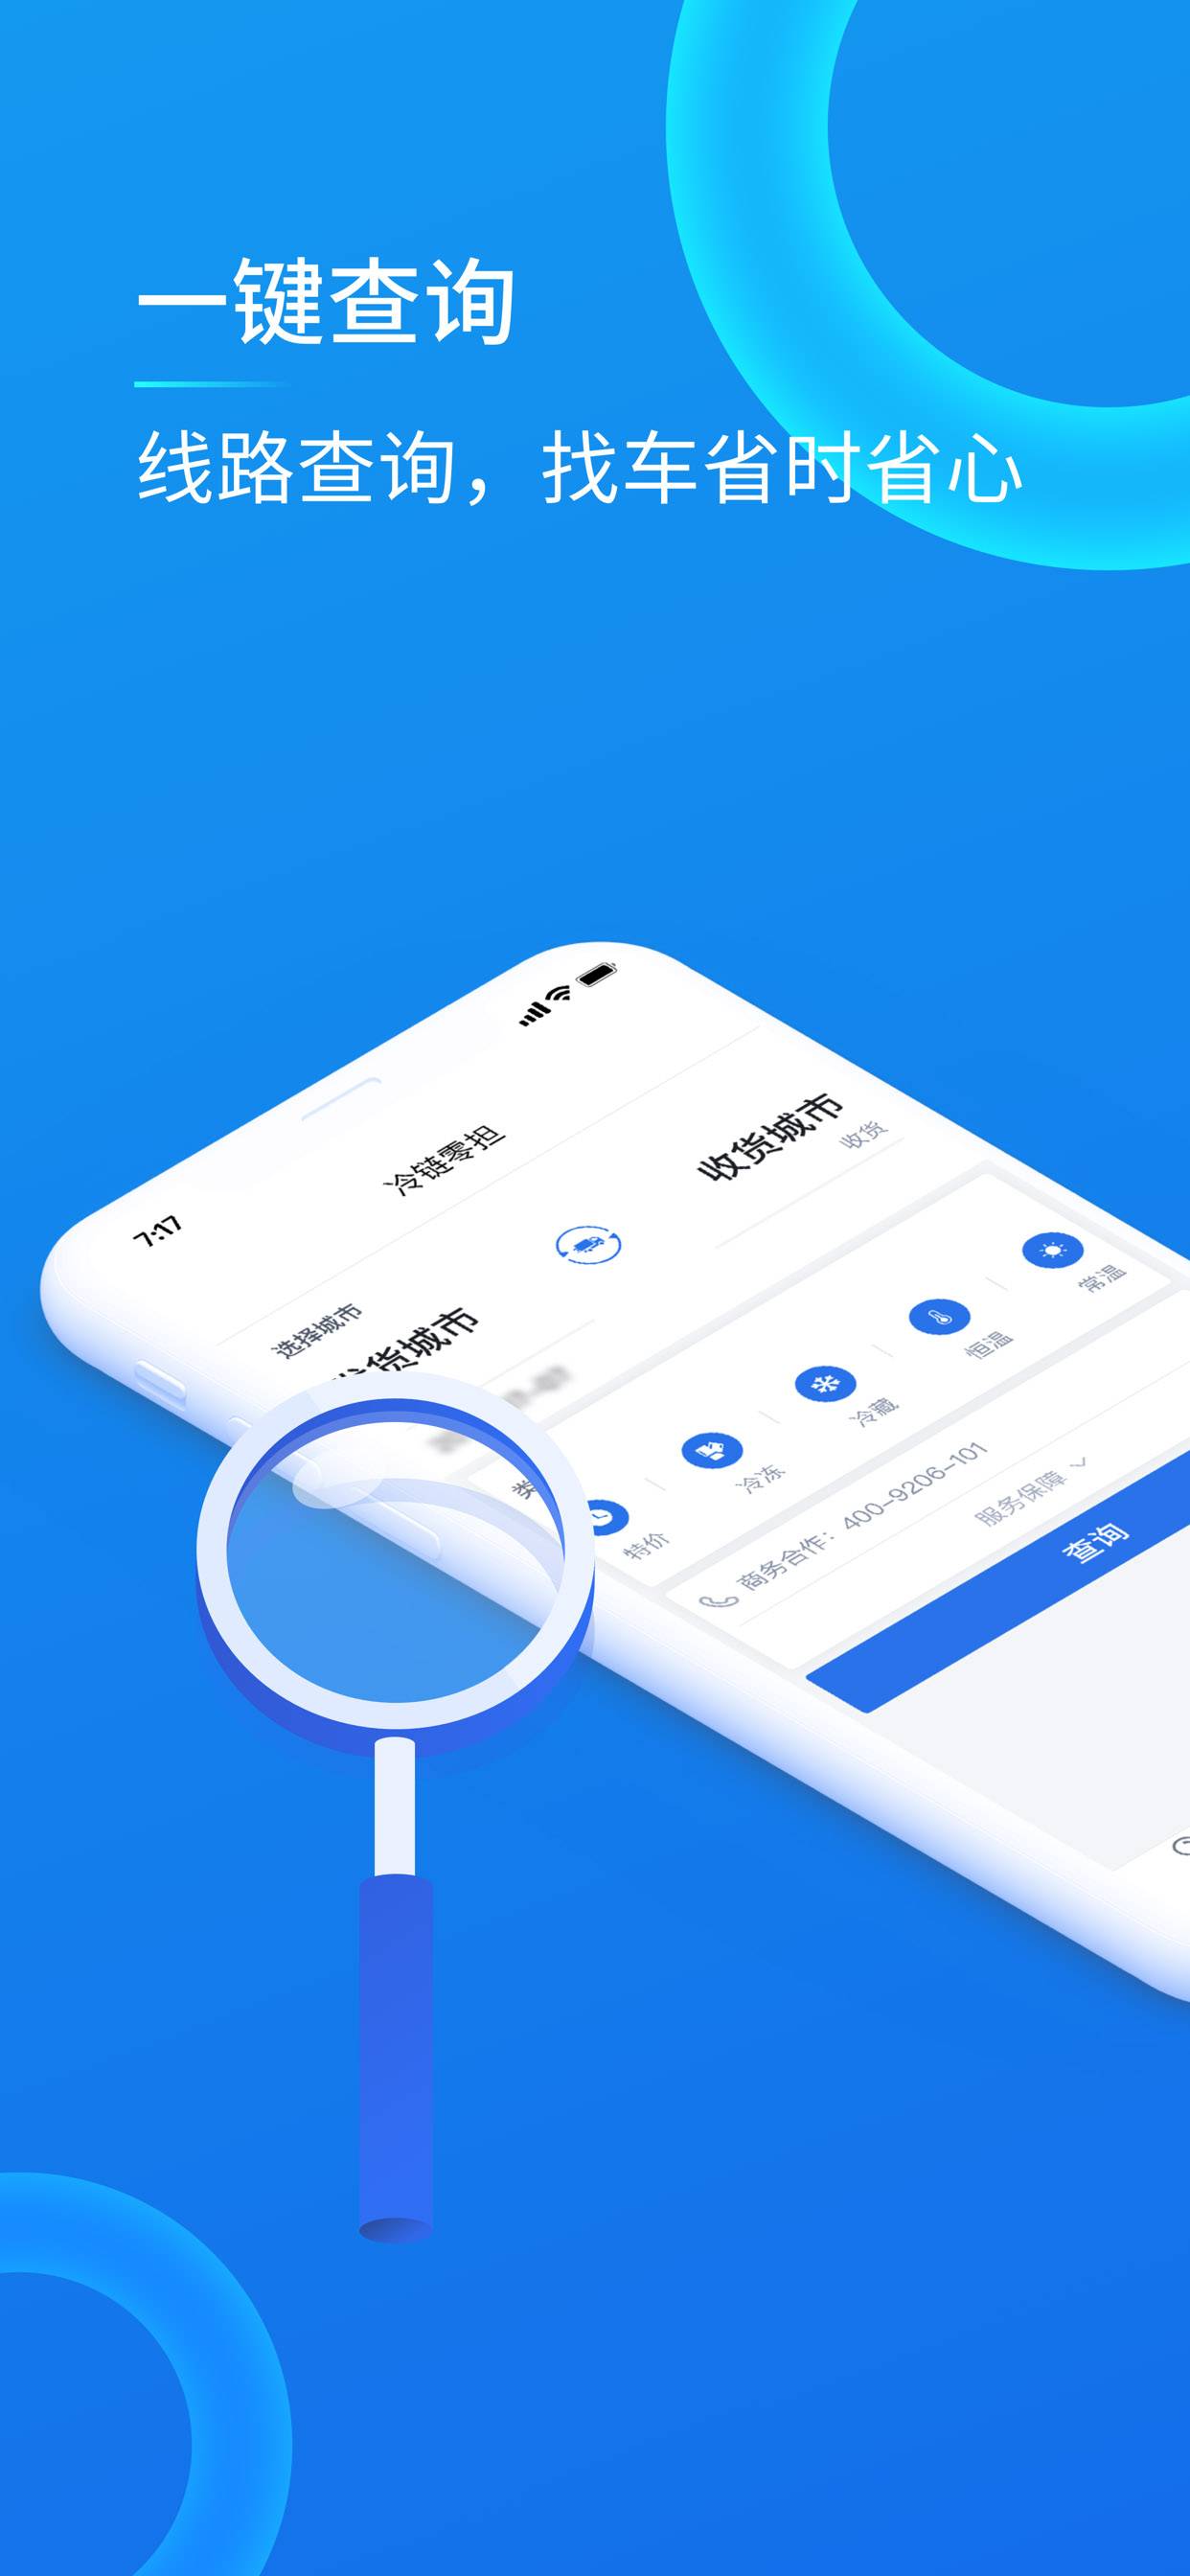 一键查询
线路查询，找车省时省心
7:17
冷链零担
选择城市
货城市
收货城市
收货
类
特价
冷冻
冷藏
恒温
常温
商务合作：400-9206-101
服务保障
查询